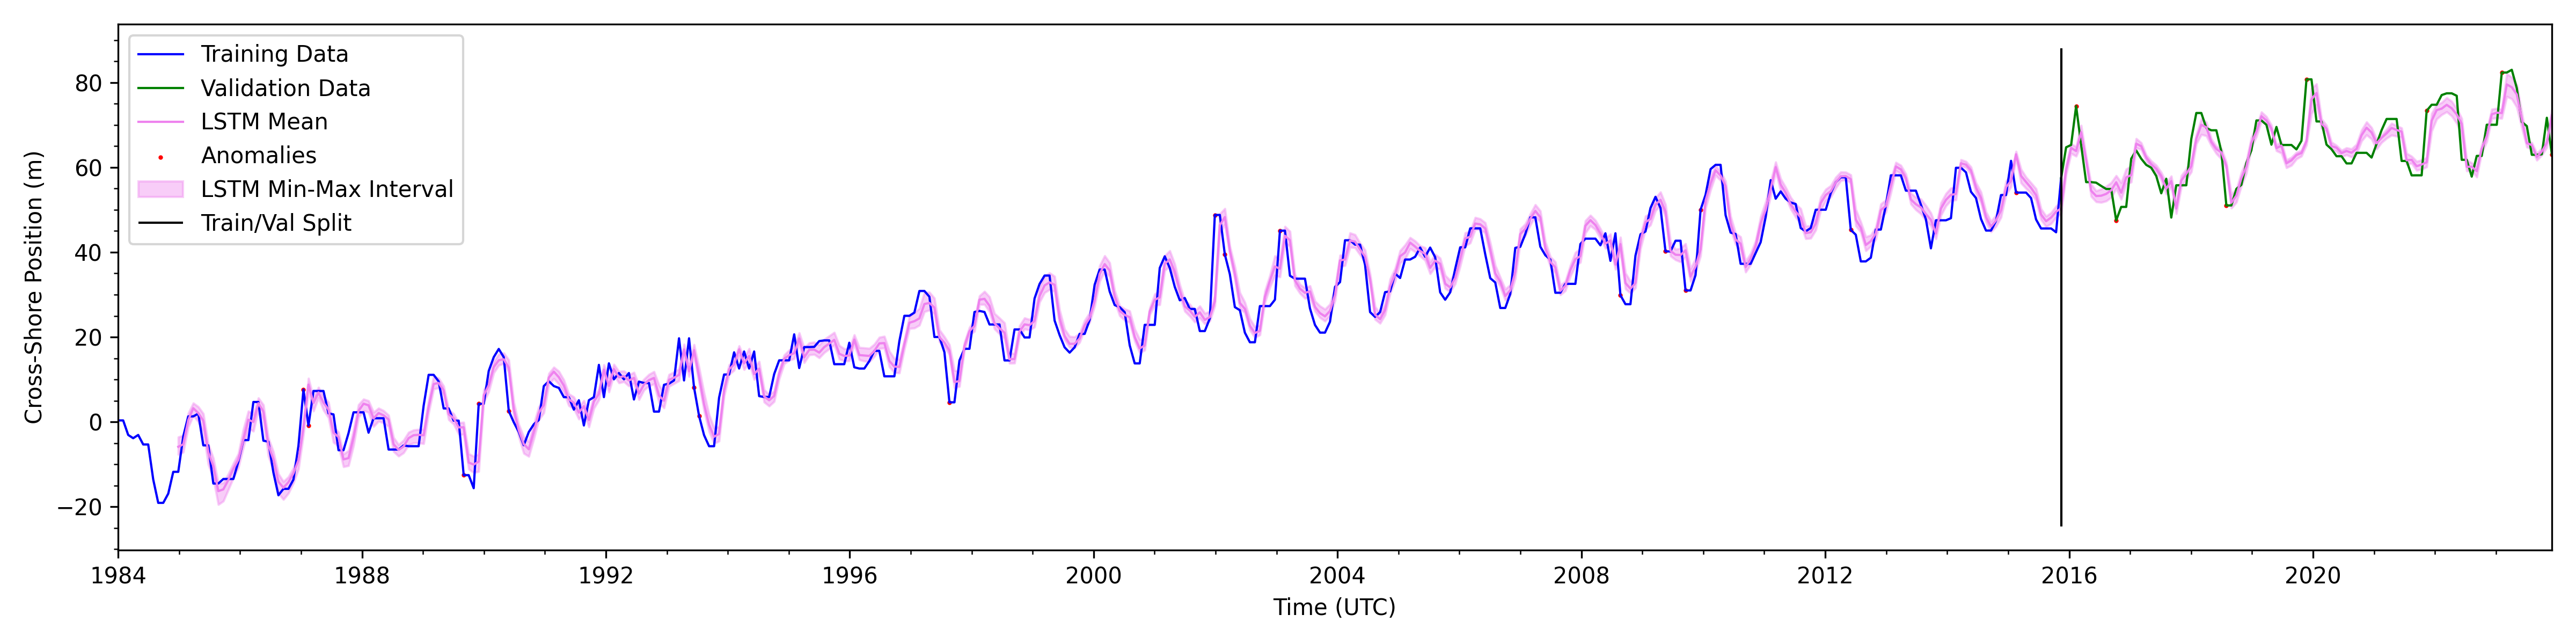 Training Data
Validation Data
LSTM Mean
Anomalies
LSTM Min-Max Interval
Train/Val Split
Cross-Shore Position (m)
80
60
40
20
0
−20
1984 1988 1992 1996 2000 2004 2008 2012 2016 2020
Time (UTC)